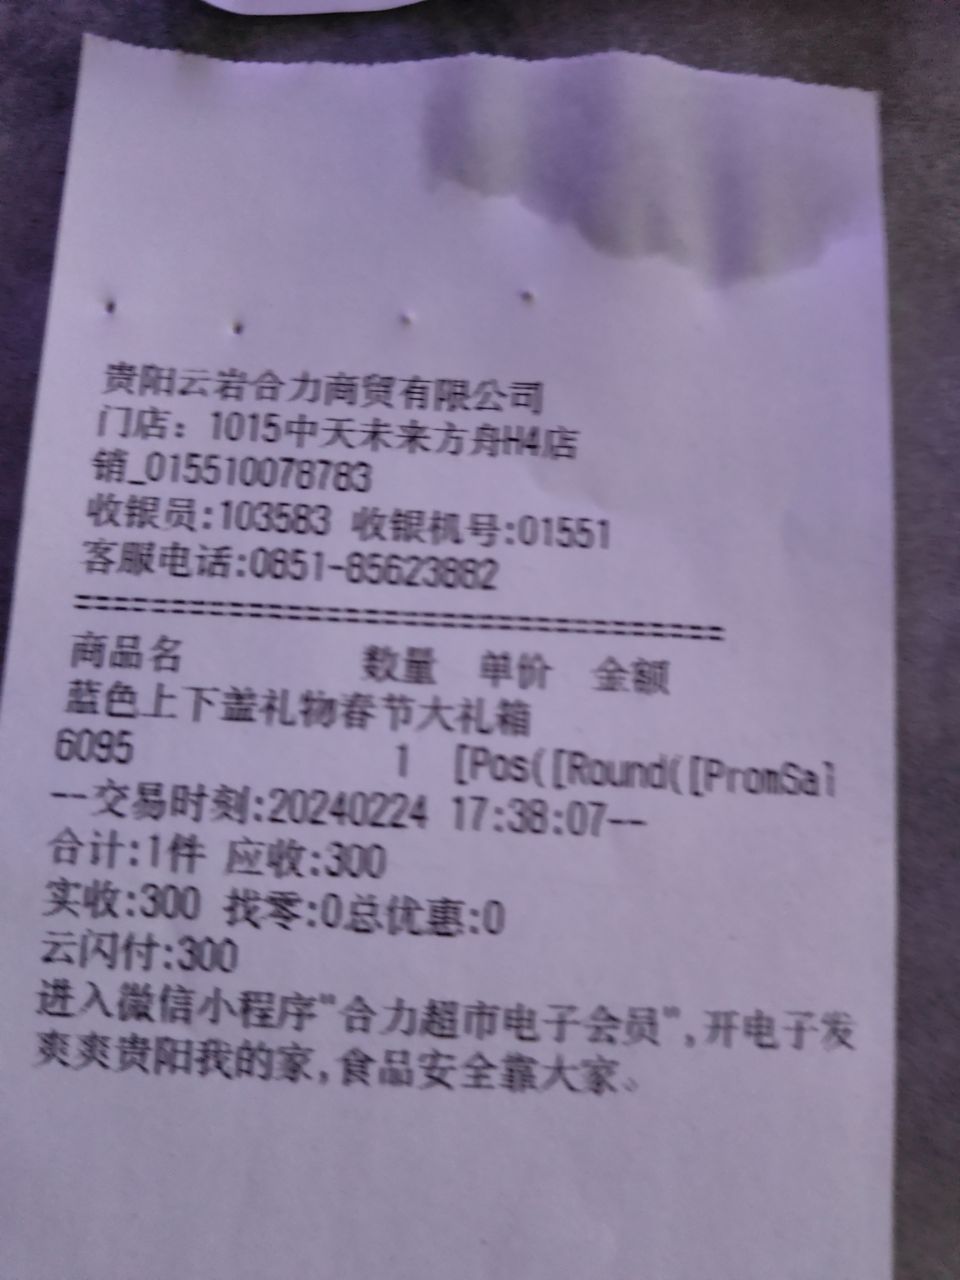 贵阳云岩合力商贸有限公司
门店：1015中天未来方舟H4店
销_015510078783
收银员:103583 收银机号:01551
客服电话:0851-85623882
==================================
商品名 数量 单价 金额
蓝色上下盖礼物春节大礼箱
6095 1 [Pos([Round([PromSal
--交易时刻:20240224 17:38:07--
合计:1件 应收:300
实收:300 找零:0总优惠:0
云闪付:300
进入微信小程序"合力超市电子会员",开电子发
爽爽贵阳我的家,食品安全靠大家。